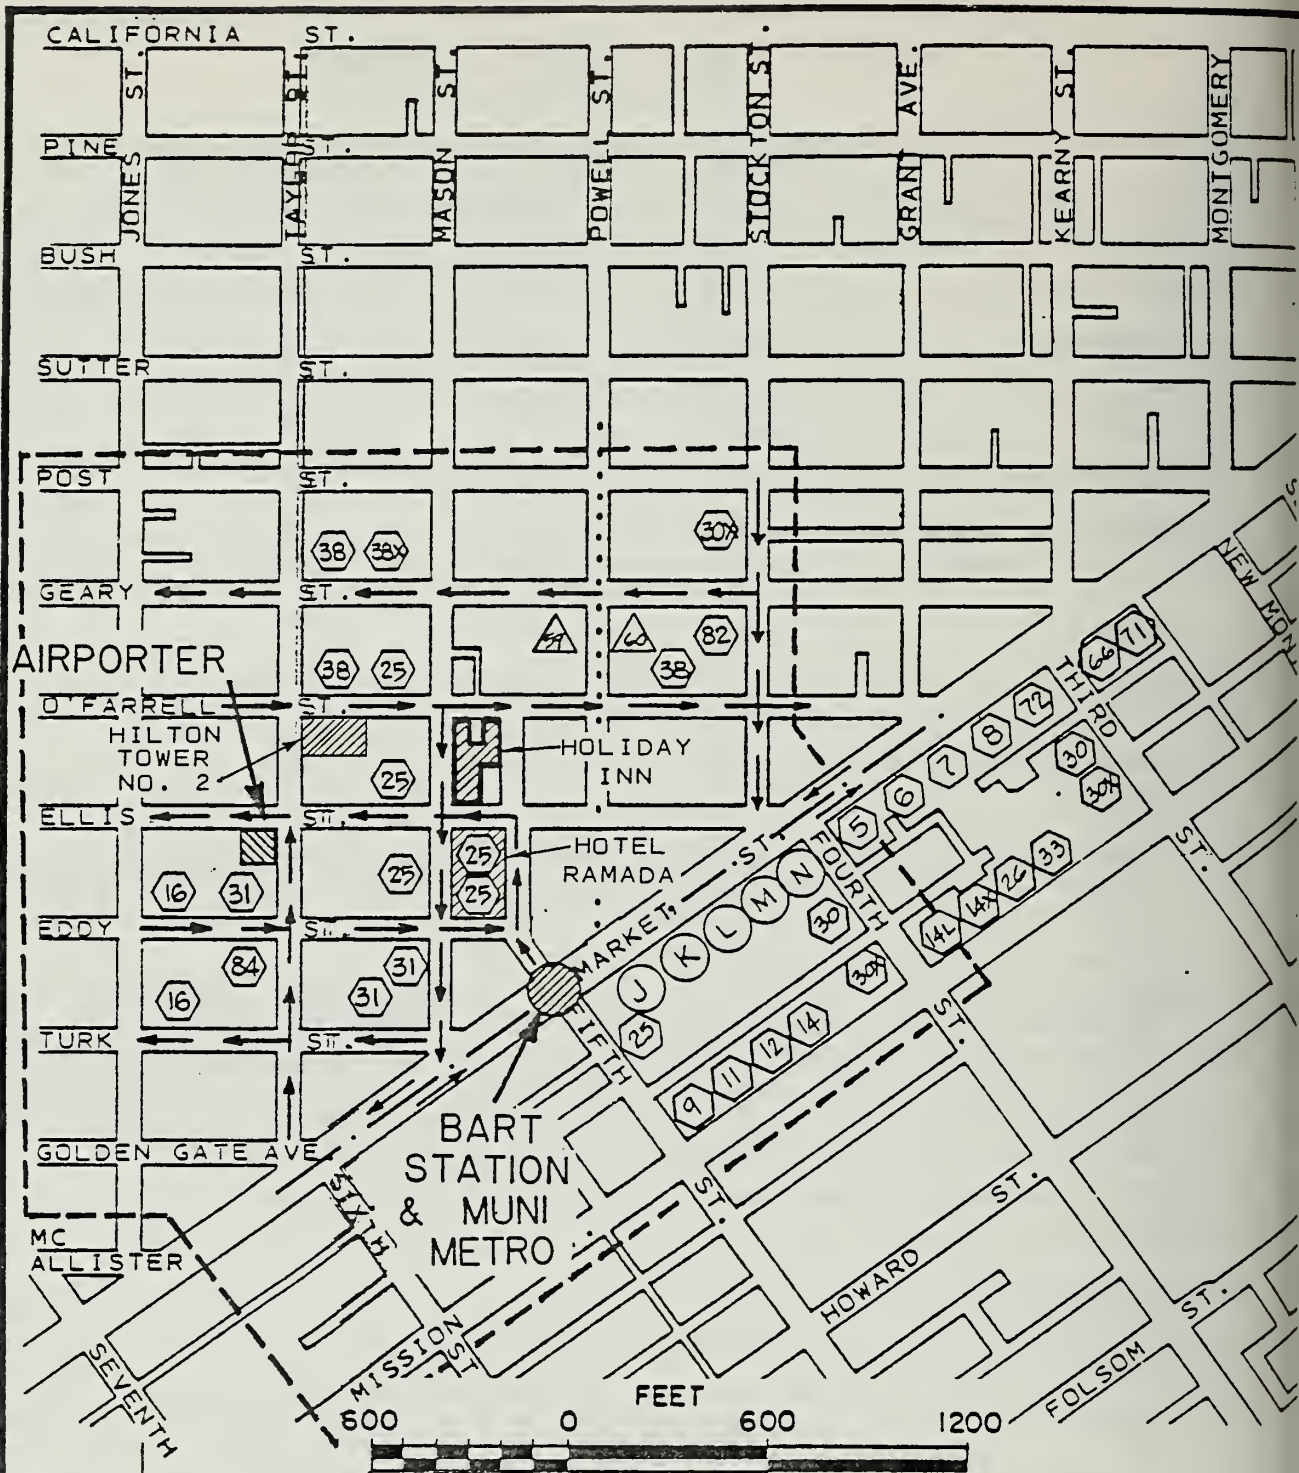 CALIFORNIA ST.
JONES ST.
TAYLOR ST.
MASON ST.
POWELL ST.
STOCKTON ST.
GRANT AVE.
KEARNY ST.
MONTGOMERY
PINE ST.
BUSH ST.
SUTTER ST.
POST ST.
38 38X 30X
GEARY ST.
NEW MON
59 60 82
38 25 38
66 71
AIRPORTER
O'FARRELL ST.
THIRD ST.
HILTON
TOWER
NO. 2
HOLIDAY
INN
25
5 6 7 8 72
30
30X
ELLIS ST.
HOTEL
RAMADA
25
25
25
16 31
MARKET ST.
FOURTH ST.
J K L M N
30
14L 14X 26 33
EDDY ST.
84 31
16 31
30X
25
FIFTH ST.
9 11 12 14
TURK ST.
BART
STATION
& MUNI
METRO
GOLDEN GATE AVE.
SIXTH ST
MC
ALLISTER
HOWARD ST.
MISSION
FOLSOM ST.
SEVENTH
FEET
600 0 600 1200